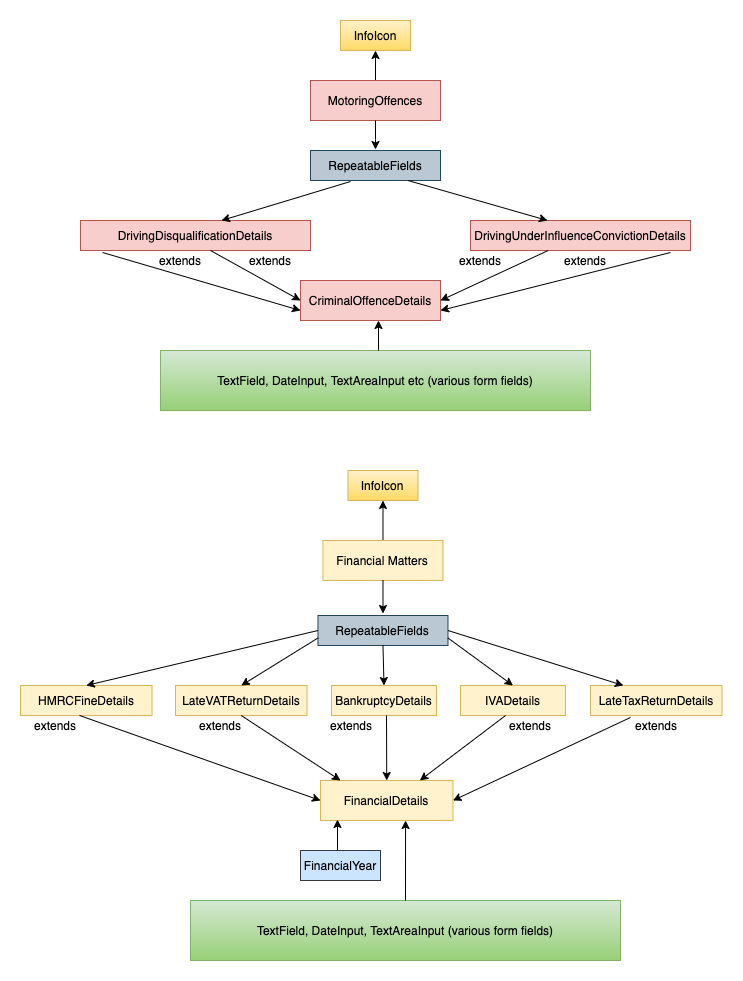 InfoIcon
MotoringOffences
RepeatableFields
DrivingDisqualificationDetails
DrivingUnderInfluenceConvictionDetails
extends
extends
extends
extends
CriminalOffenceDetails
TextField, DateInput, TextAreaInput etc (various form fields)
InfoIcon
Financial Matters
RepeatableFields
HMRCFineDetails
LateVATReturnDetails
BankruptcyDetails
IVADetails
LateTaxReturnDetails
extends
extends
extends
extends
extends
FinancialDetails
FinancialYear
TextField, DateInput, TextAreaInput (various form fields)